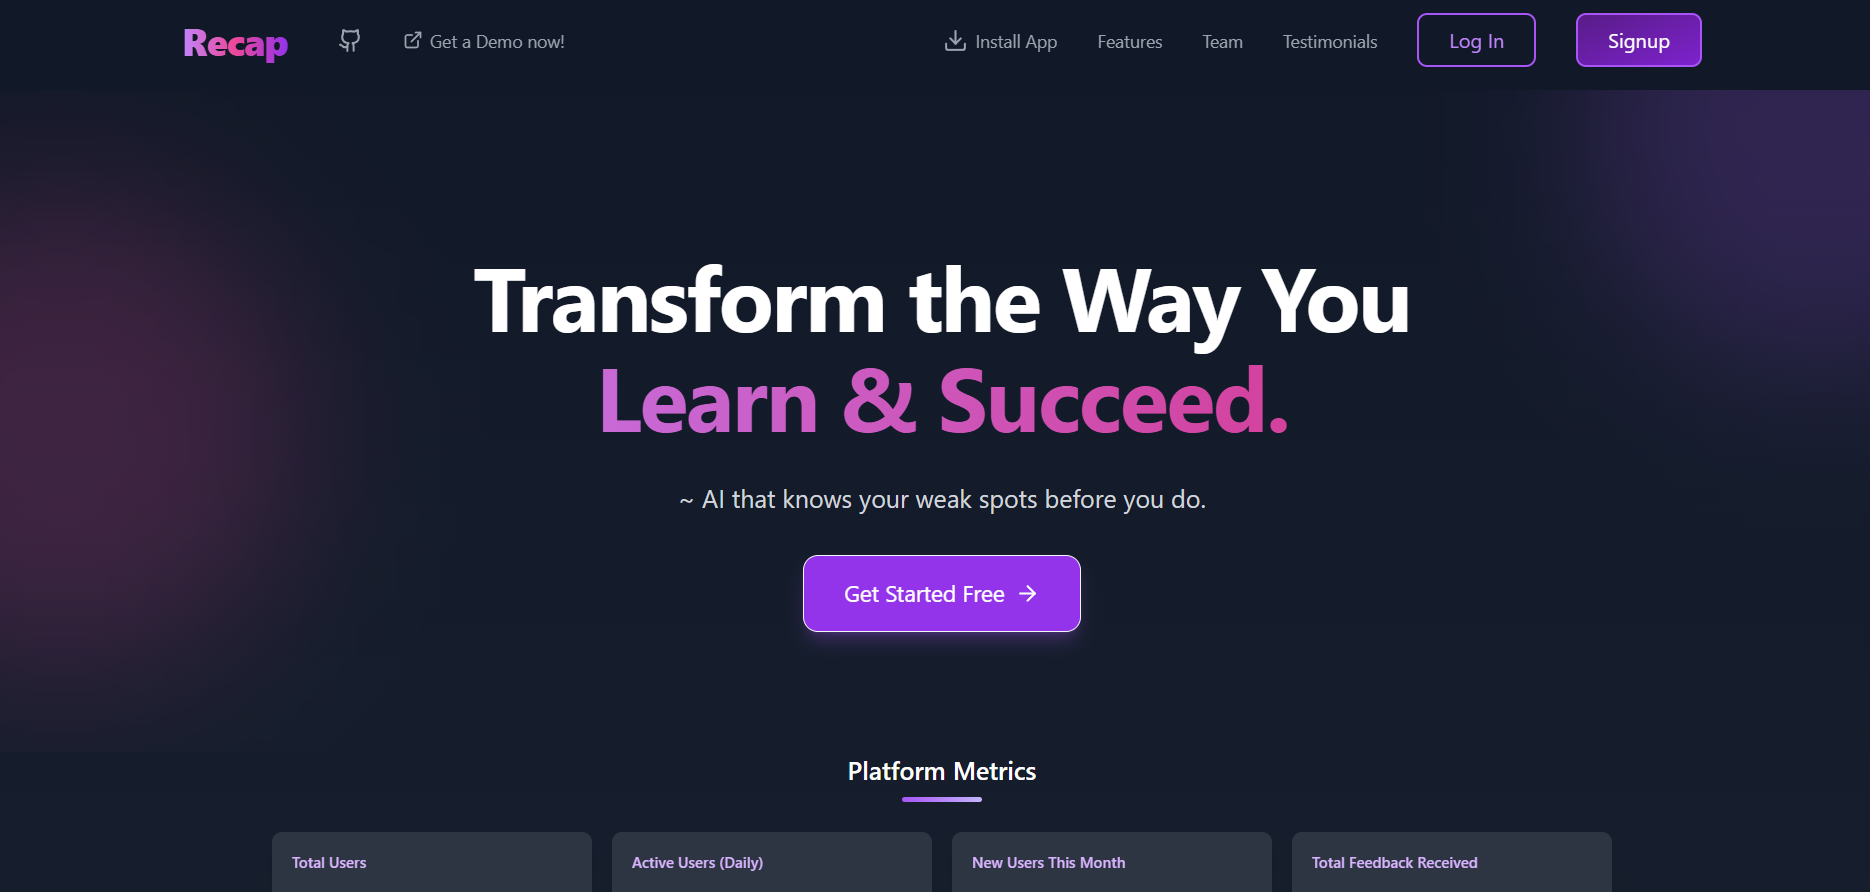 Recap
Get a Demo now!
Install App
Features
Team
Testimonials
Log In
Signup
Transform the Way You
Learn & Succeed.
~ AI that knows your weak spots before you do.
Get Started Free
Platform Metrics
Total Users
Active Users (Daily)
New Users This Month
Total Feedback Received